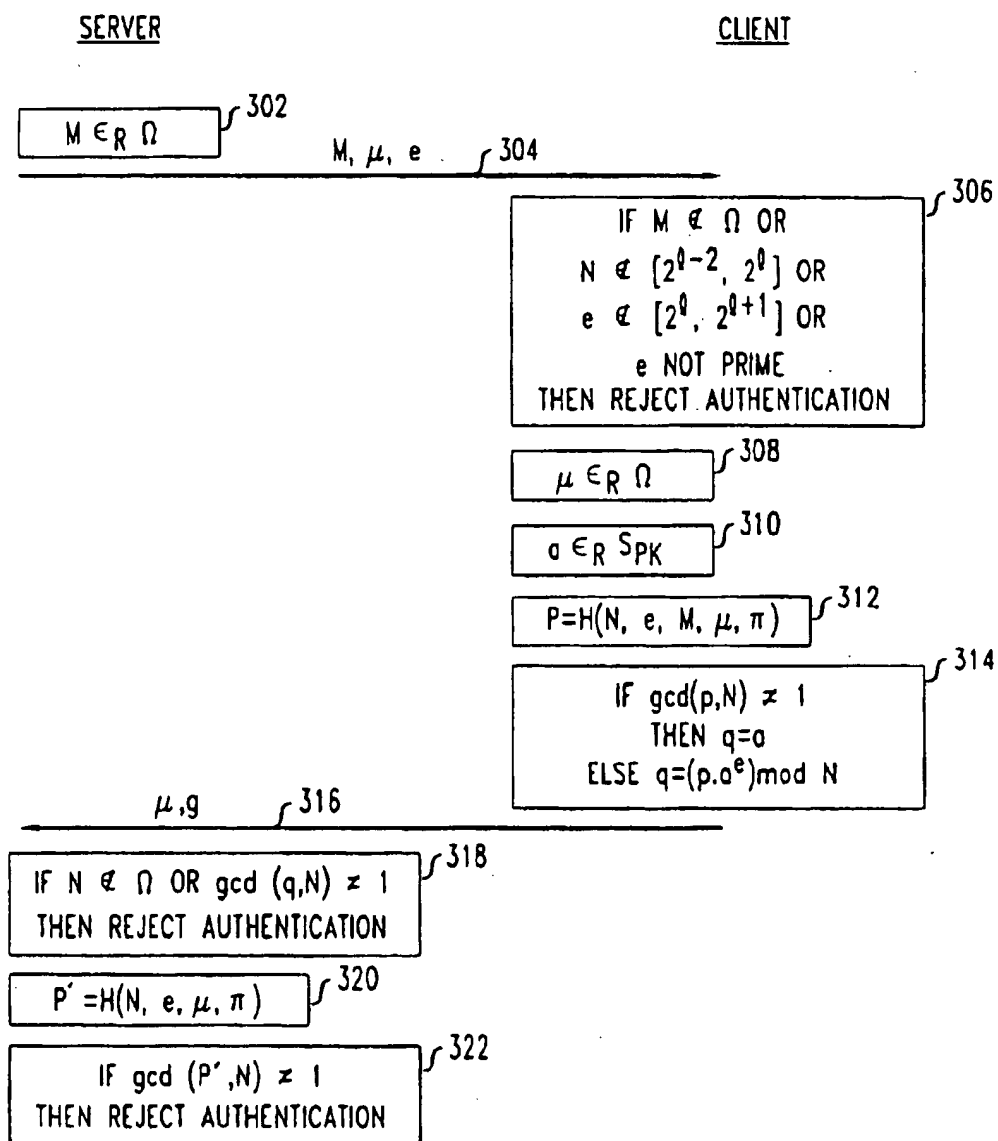 SERVER CLIENT
M ∈R Ω 302
M, μ, e 304
306
IF M ∉ Ω OR
N ∉ [2^ℓ-2, 2^ℓ] OR
e ∉ [2^ℓ, 2^ℓ+1] OR
e NOT PRIME
THEN REJECT AUTHENTICATION
μ ∈R Ω 308
a ∈R SPK 310
P=H(N, e, M, μ, π) 312
314
IF gcd(p,N) ≠ 1
THEN q=a
ELSE q=(p.a^e)mod N
μ,g 316
318
IF N ∉ Ω OR gcd (q,N) ≠ 1
THEN REJECT AUTHENTICATION
P´ =H(N, e, μ, π) 320
322
IF gcd (P´,N) ≠ 1
THEN REJECT AUTHENTICATION